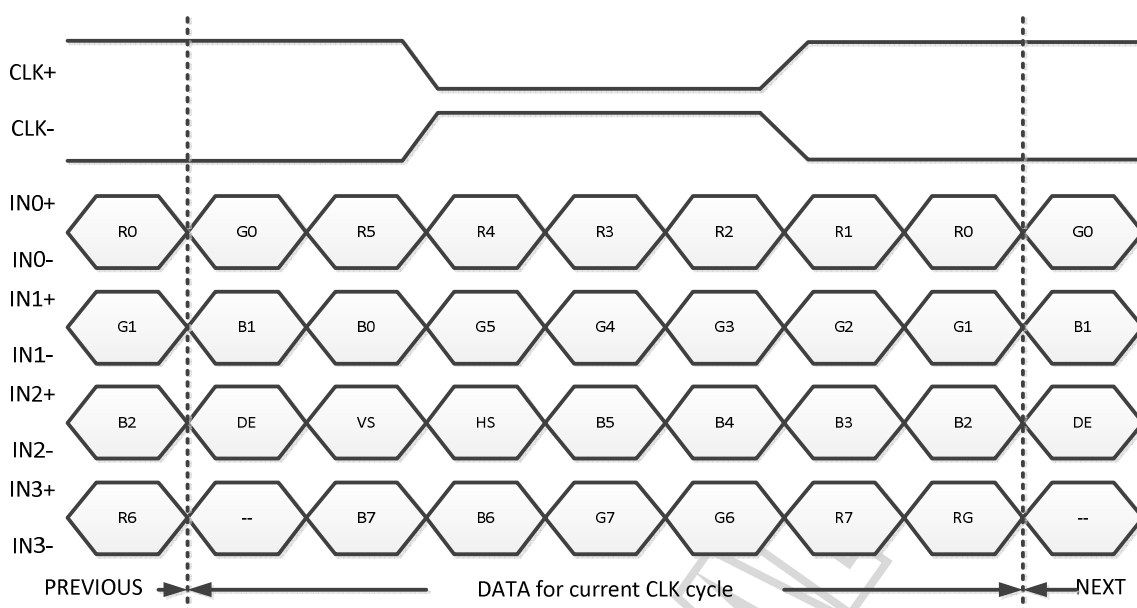 CLK+
CLK-
IN0+
R0 G0 R5 R4 R3 R2 R1 R0 G0
IN0-
IN1+
G1 B1 B0 G5 G4 G3 G2 G1 B1
IN1-
IN2+
B2 DE VS HS B5 B4 B3 B2 DE
IN2-
IN3+
R6 -- B7 B6 G7 G6 R7 RG --
IN3-
PREVIOUS DATA for current CLK cycle NEXT